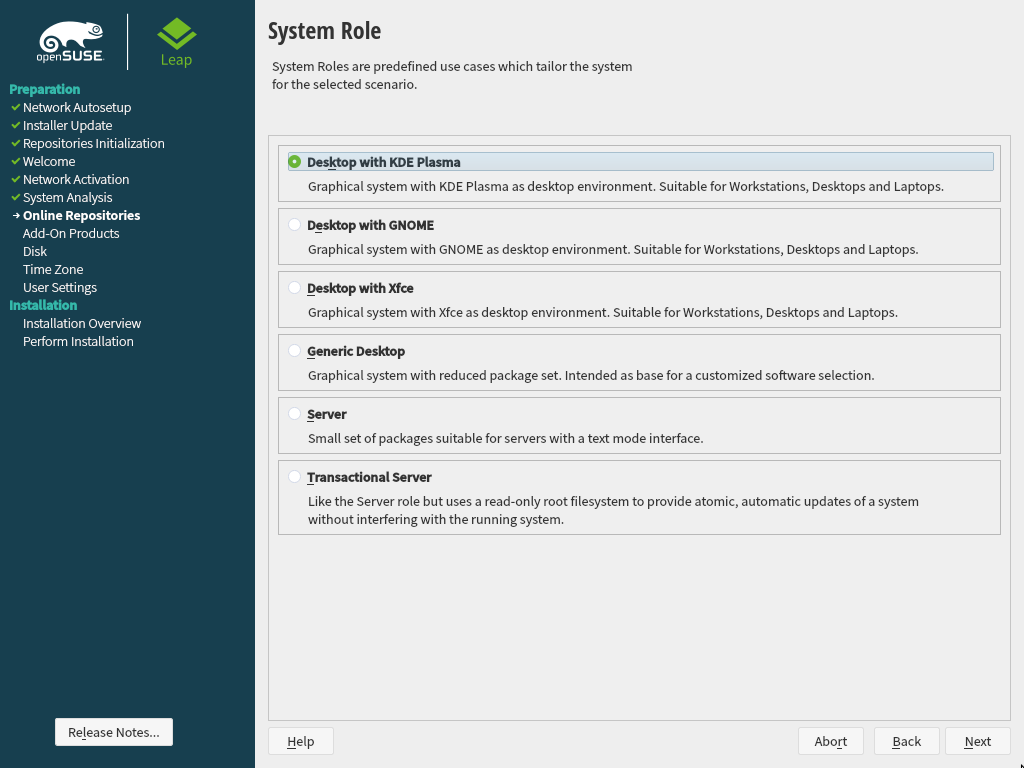 openSUSE
Leap
Preparation
Network Autosetup
Installer Update
Repositories Initialization
Welcome
Network Activation
System Analysis
Online Repositories
Add-On Products
Disk
Time Zone
User Settings
Installation
Installation Overview
Perform Installation
Release Notes...
System Role
System Roles are predefined use cases which tailor the system
for the selected scenario.
Desktop with KDE Plasma
Graphical system with KDE Plasma as desktop environment. Suitable for Workstations, Desktops and Laptops.
Desktop with GNOME
Graphical system with GNOME as desktop environment. Suitable for Workstations, Desktops and Laptops.
Desktop with Xfce
Graphical system with Xfce as desktop environment. Suitable for Workstations, Desktops and Laptops.
Generic Desktop
Graphical system with reduced package set. Intended as base for a customized software selection.
Server
Small set of packages suitable for servers with a text mode interface.
Transactional Server
Like the Server role but uses a read-only root filesystem to provide atomic, automatic updates of a system
without interfering with the running system.
Help
Abort
Back
Next